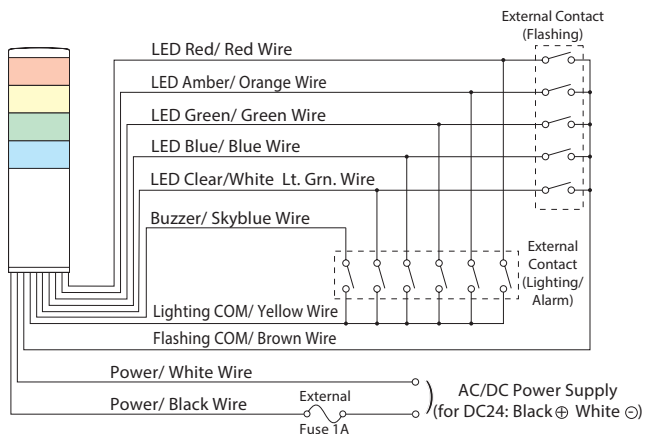 External Contact
(Flashing)
LED Red/ Red Wire
LED Amber/ Orange Wire
LED Green/ Green Wire
LED Blue/ Blue Wire
LED Clear/White Lt. Grn. Wire
Buzzer/ Skyblue Wire
External
Contact
(Lighting/
Alarm)
Lighting COM/ Yellow Wire
Flashing COM/ Brown Wire
Power/ White Wire
Power/ Black Wire
External
Fuse 1A
AC/DC Power Supply
(for DC24: Black ⊕ White ⊖)